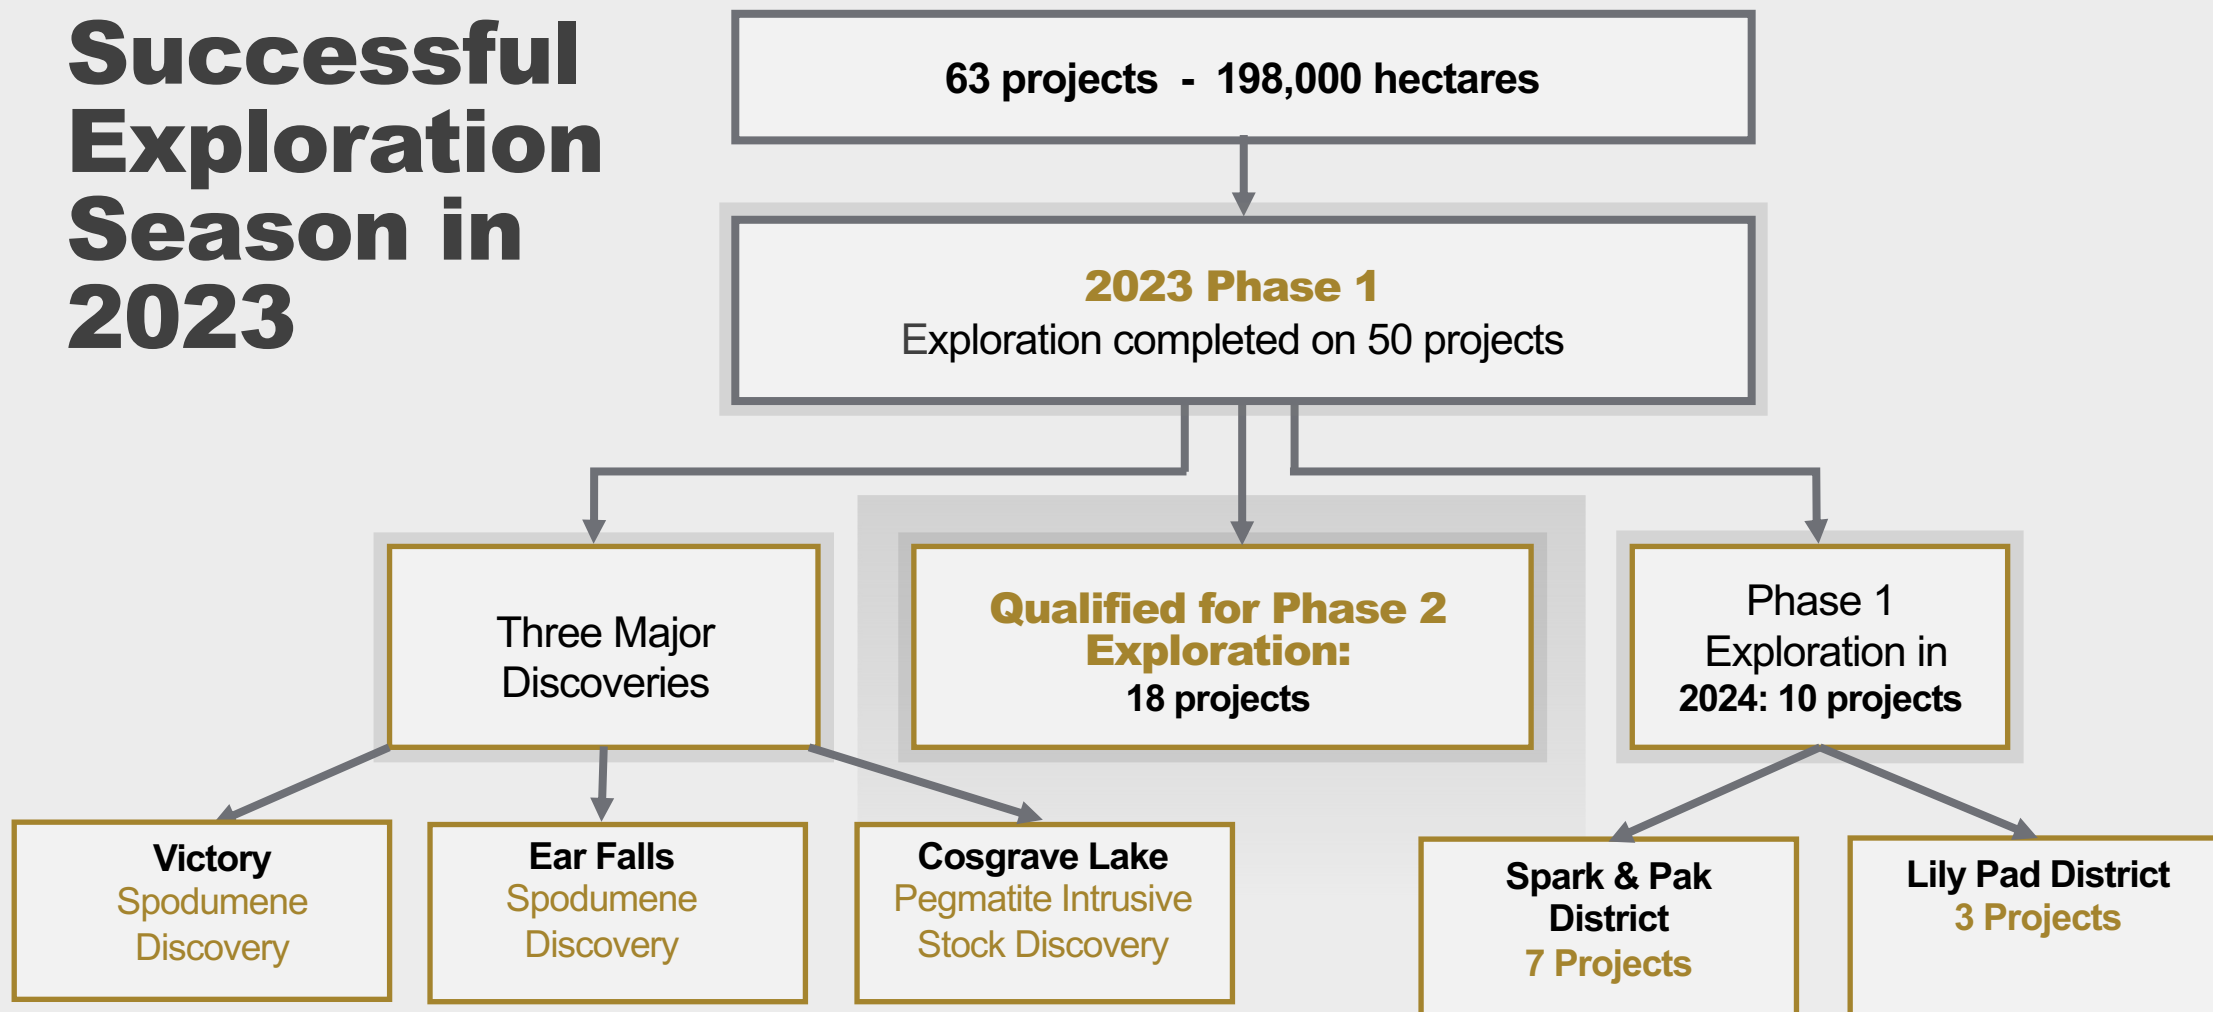 Successful
Exploration
Season in
2023
63 projects - 198,000 hectares
2023 Phase 1
Exploration completed on 50 projects
Three Major
Discoveries
Qualified for Phase 2
Exploration:
18 projects
Phase 1
Exploration in
2024: 10 projects
Victory
Spodumene
Discovery
Ear Falls
Spodumene
Discovery
Cosgrave Lake
Pegmatite Intrusive
Stock Discovery
Spark & Pak
District
7 Projects
Lily Pad District
3 Projects